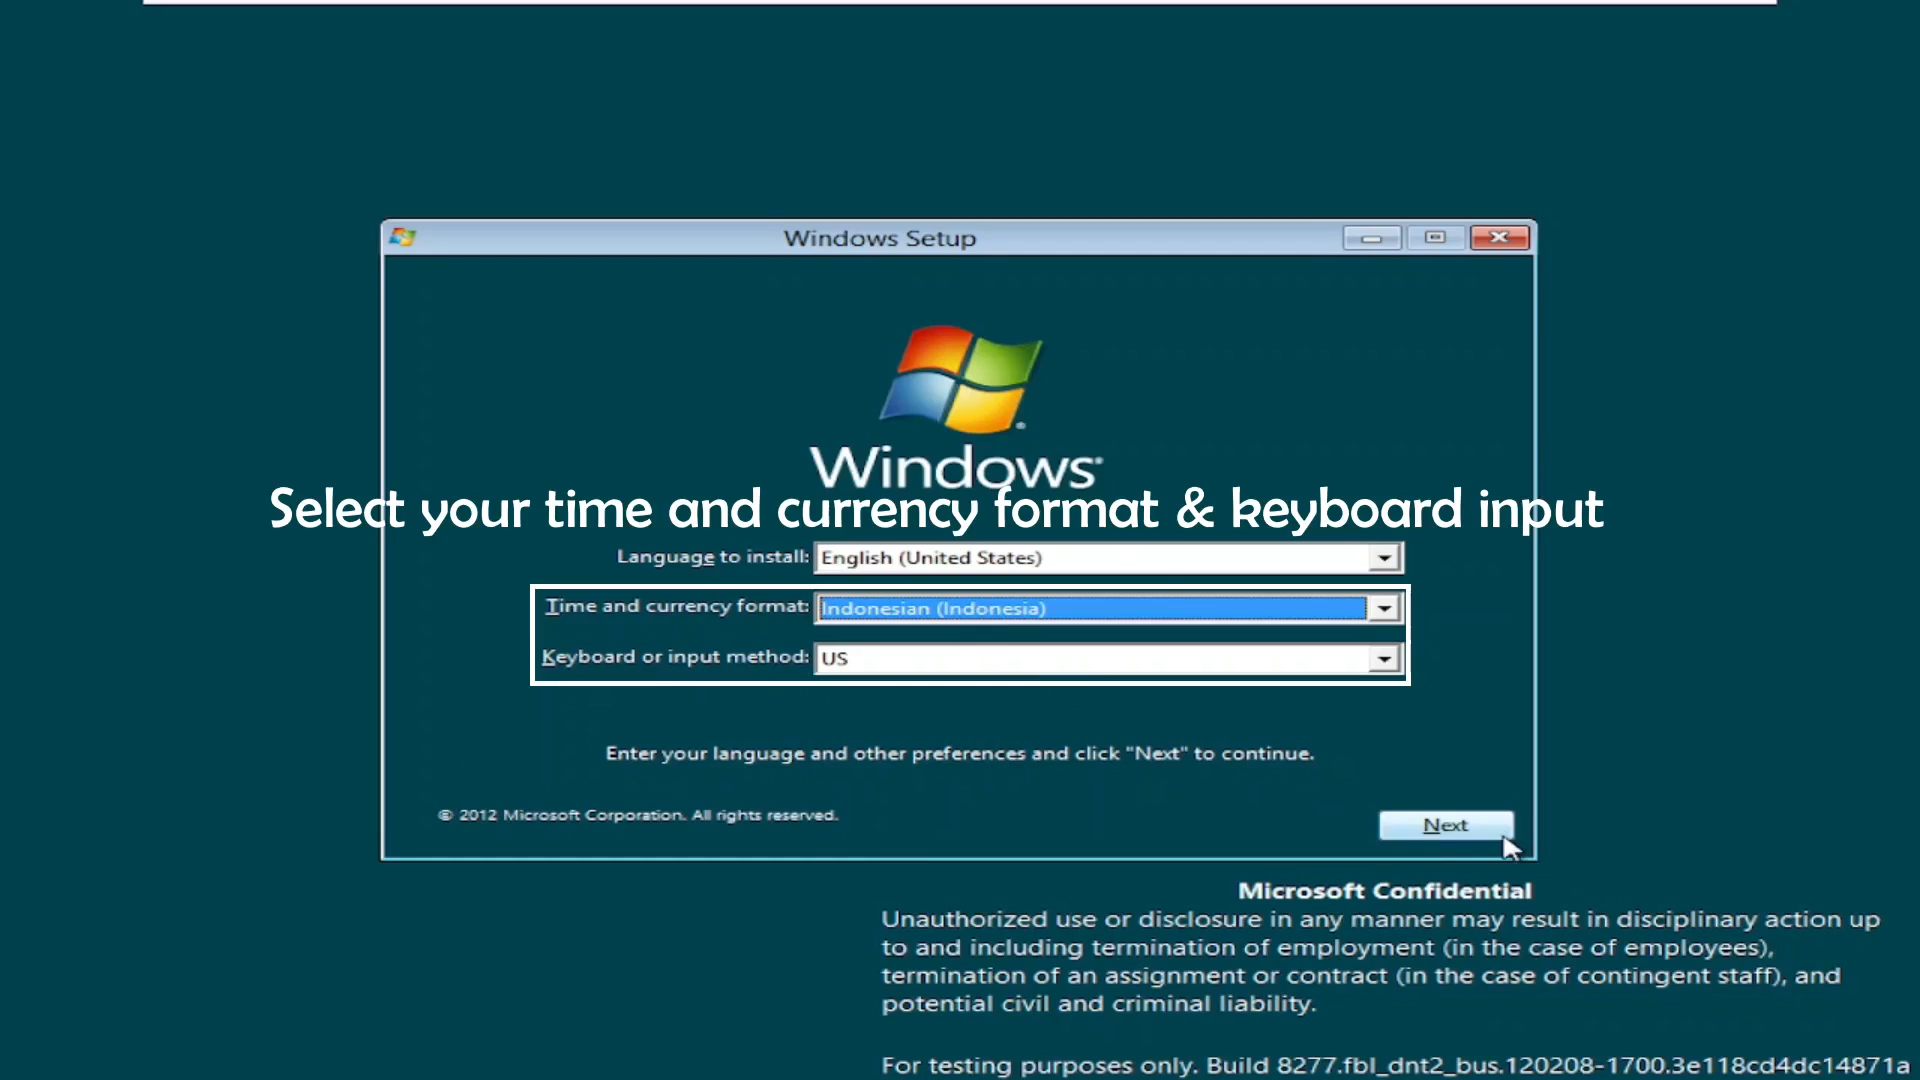 Windows Setup
Windows
Select your time and currency format & keyboard input
Language to install: English (United States)
Time and currency format: Indonesian (Indonesia)
Keyboard or input method: US
Enter your language and other preferences and click "Next" to continue.
© 2012 Microsoft Corporation. All rights reserved.
Next
Microsoft Confidential
Unauthorized use or disclosure in any manner may result in disciplinary action up
to and including termination of employment (in the case of employees),
termination of an assignment or contract (in the case of contingent staff), and
potential civil and criminal liability.
For testing purposes only. Build 8277.fbl_dnt2_bus.120208-1700.3e118cd4dc14871a